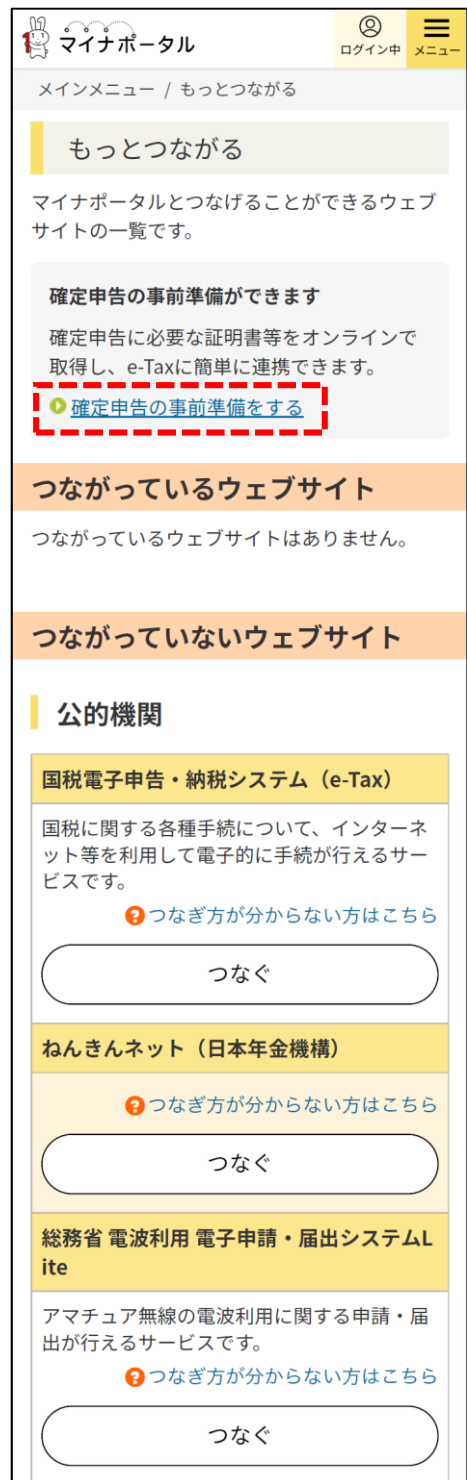 マイナポータル
ログイン中
メニュー
メインメニュー / もっとつながる
もっとつながる
マイナポータルとつなげることができるウェブ
サイトの一覧です。
確定申告の事前準備ができます
確定申告に必要な証明書等をオンラインで
取得し、e-Taxに簡単に連携できます。
確定申告の事前準備をする
つながっているウェブサイト
つながっているウェブサイトはありません。
つながっていないウェブサイト
公的機関
国税電子申告・納税システム（e-Tax）
国税に関する各種手続について、インターネ
ット等を利用して電子的に手続が行えるサー
ビスです。
?つなぎ方が分からない方はこちら
つなぐ
ねんきんネット（日本年金機構）
?つなぎ方が分からない方はこちら
つなぐ
総務省 電波利用 電子申請・届出システムL
ite
アマチュア無線の電波利用に関する申請・届
出が行えるサービスです。
?つなぎ方が分からない方はこちら
つなぐ